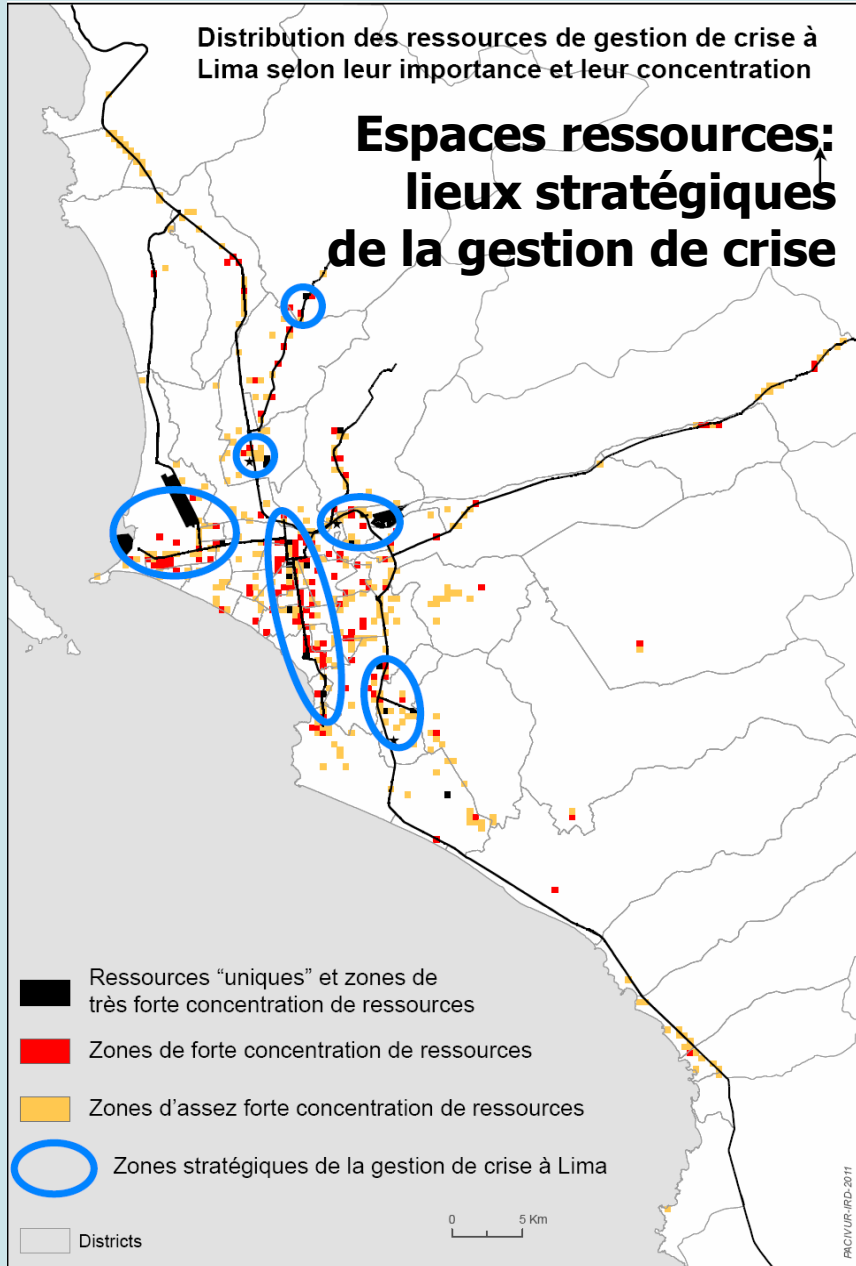 Distribution des ressources de gestion de crise à
Lima selon leur importance et leur concentration
Espaces ressources:
lieux stratégiques
de la gestion de crise
Ressources “uniques” et zones de
très forte concentration de ressources
Zones de forte concentration de ressources
Zones d'assez forte concentration de ressources
Zones stratégiques de la gestion de crise à Lima
0 5 Km
Districts
PACIVUR-IRD-2011